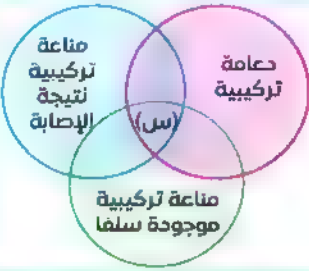 مناعة
تركيبية
نتيجة
الإصابة
دعامة
تركيبية
(س)
مناعة تركيبية
موجودة سلفا